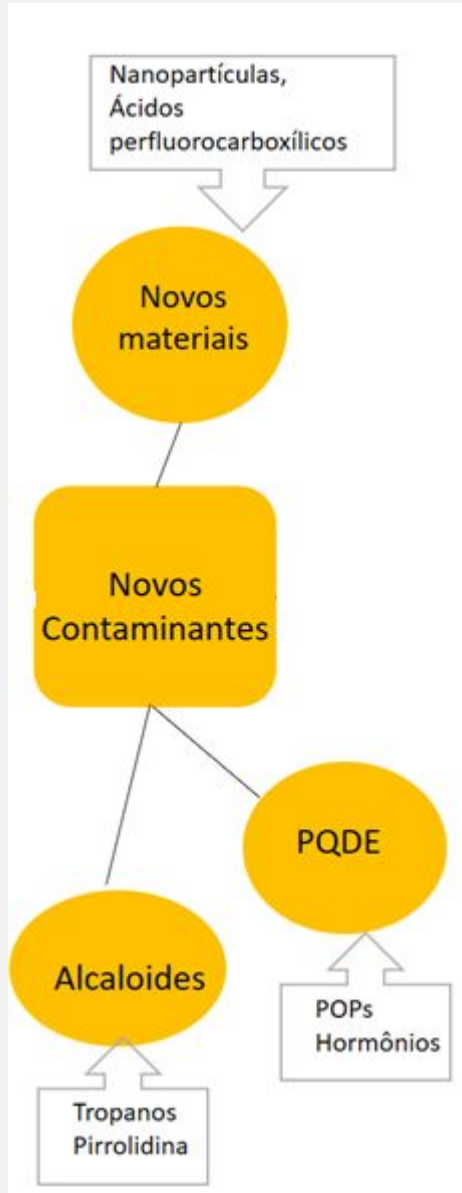 Nanopartículas,
Ácidos
perfluorocarboxílicos
Novos
materiais
Novos
Contaminantes
PQDE
Alcaloides
POPs
Hormônios
Tropanos
Pirrolidina